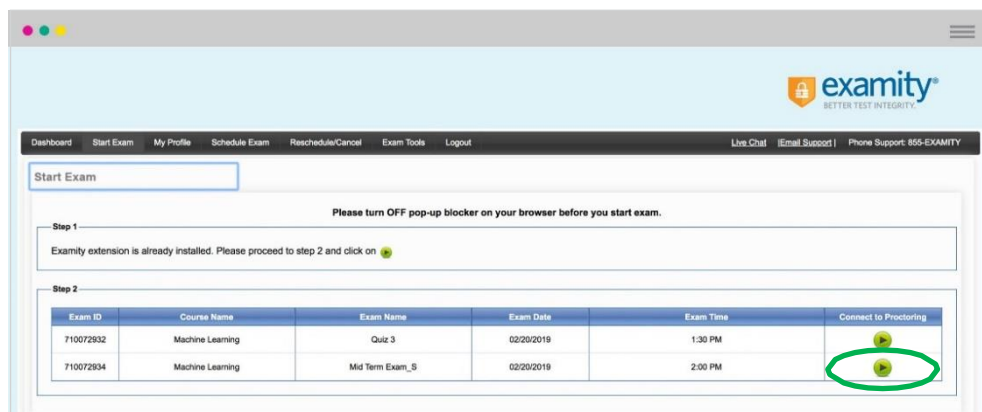 examity®
BETTER TEST INTEGRITY.
Dashboard Start Exam My Profile Schedule Exam Reschedule/Cancel Exam Tools Logout Live Chat |Email Support| Phone Support: 855-EXAMITY
Start Exam
Please turn OFF pop-up blocker on your browser before you start exam.
Step 1
Examity extension is already installed. Please proceed to step 2 and click on
Step 2
Exam ID Course Name Exam Name Exam Date Exam Time Connect to Proctoring
710072932 Machine Learning Quiz 3 02/20/2019 1:30 PM
710072934 Machine Learning Mid Term Exam_S 02/20/2019 2:00 PM